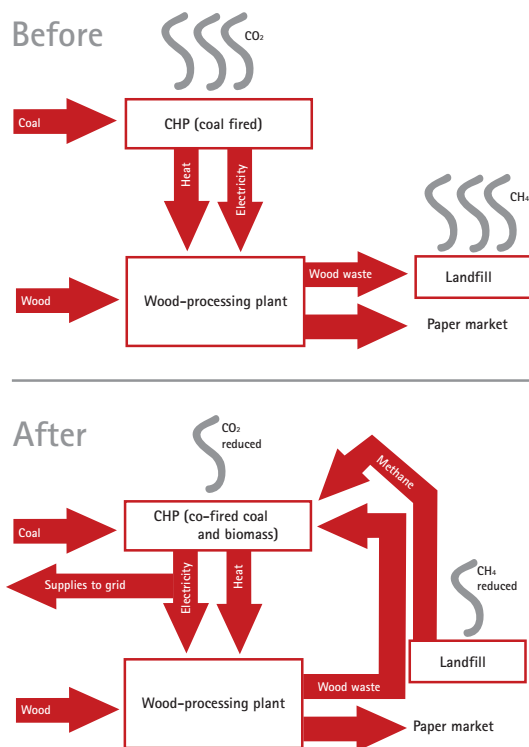 Before
CO₂
Coal
CHP (coal fired)
Heat
Electricity
CH₄
Wood waste
Landfill
Wood
Wood-processing plant
Paper market
After
CO₂
reduced
Methane
Coal
CHP (co-fired coal
and biomass)
Supplies to grid
Electricity
Heat
CH₄
reduced
Landfill
Wood waste
Wood
Wood-processing plant
Paper market